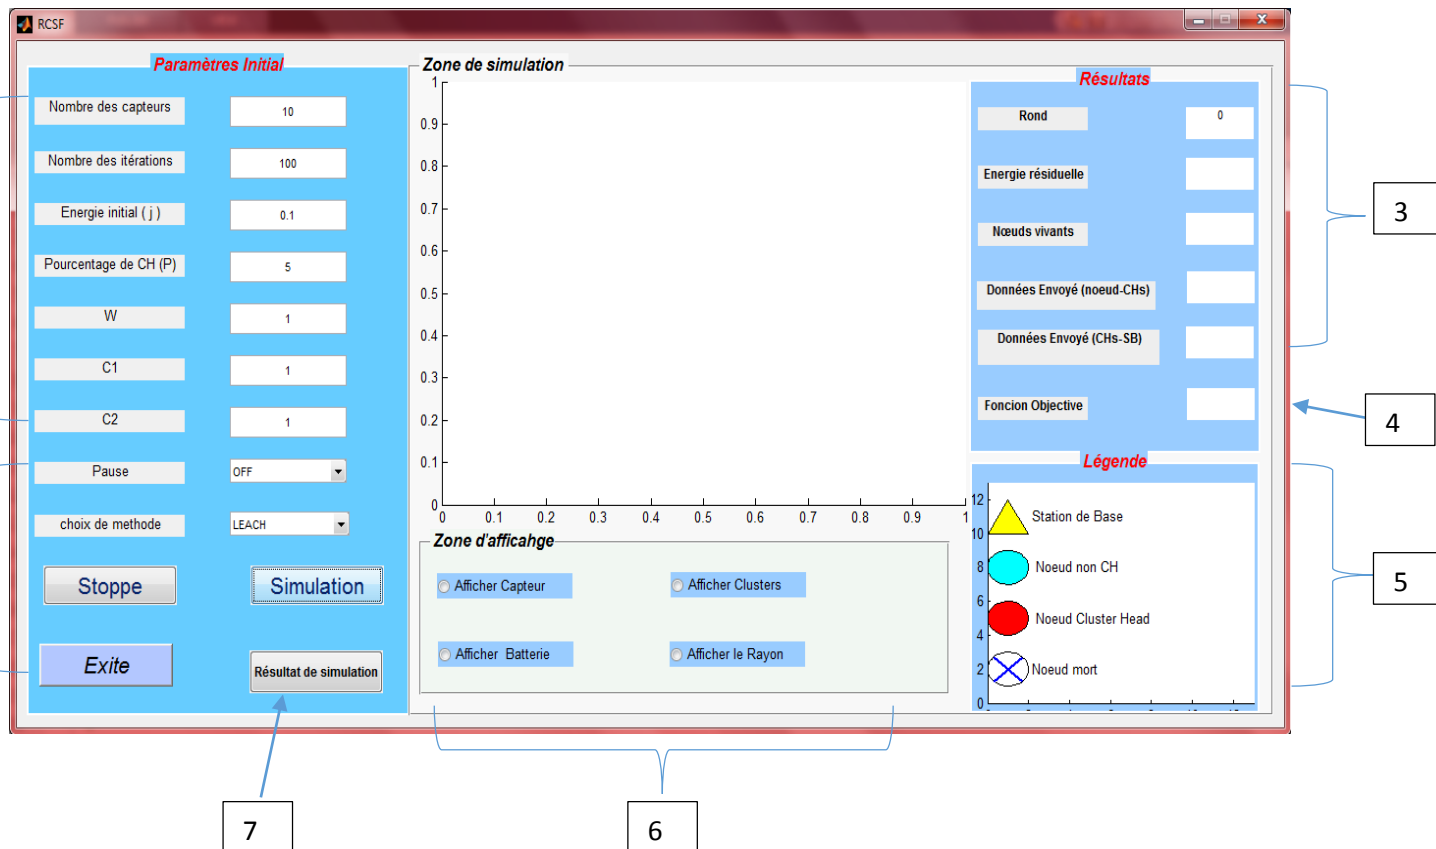 RCSF
Paramètres Initial
Nombre des capteurs 10
Nombre des itérations 100
Energie initial ( j ) 0.1
Pourcentage de CH (P) 5
W 1
C1 1
C2 1
Pause OFF
choix de methode LEACH
Stoppe Simulation
Exite Résultat de simulation
Zone de simulation
1
0.9
0.8
0.7
0.6
0.5
0.4
0.3
0.2
0.1
0
0 0.1 0.2 0.3 0.4 0.5 0.6 0.7 0.8 0.9 1
Zone d'afficahge
Afficher Capteur Afficher Clusters
Afficher Batterie Afficher le Rayon
Résultats
Rond 0
Energie résiduelle
Nœuds vivants
Données Envoyé (noeud-CHs)
Données Envoyé (CHs-SB)
Foncion Objective
Légende
12
10
8
6
4
2
0
Station de Base
Noeud non CH
Noeud Cluster Head
Noeud mort
3
4
5
6
7